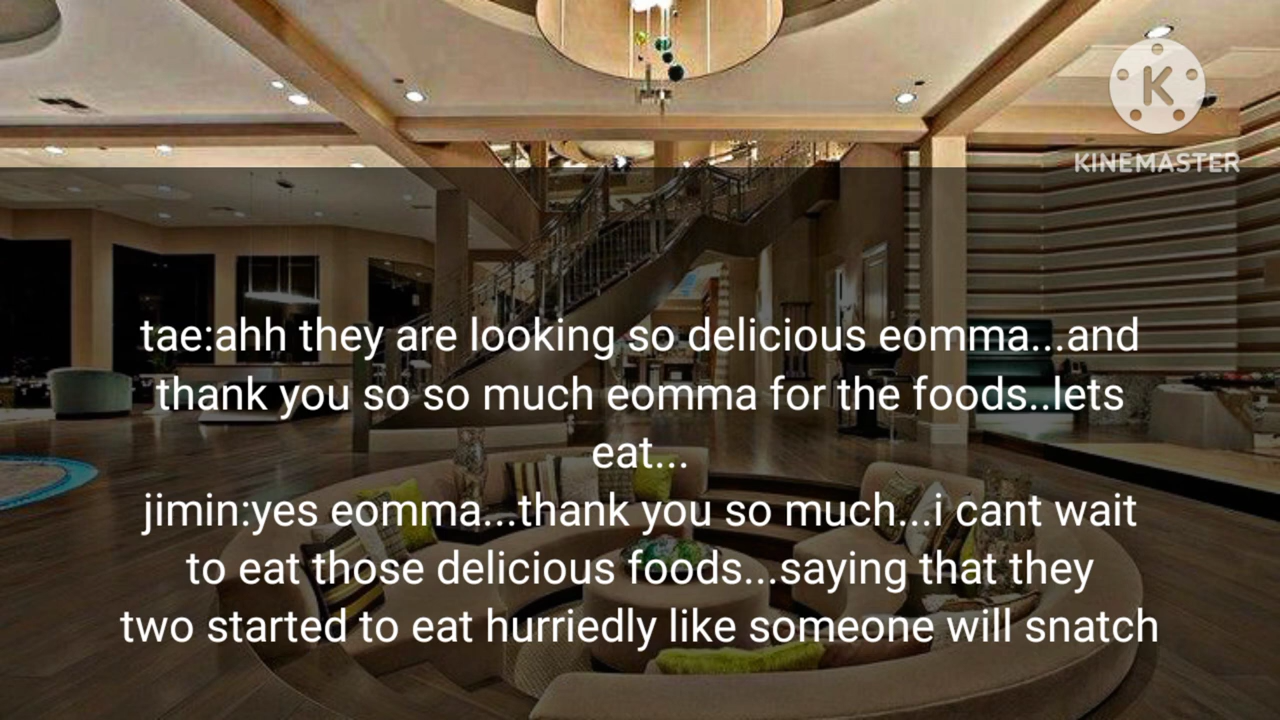 KINEMASTER
tae:ahh they are looking so delicious eomma...and
thank you so so much eomma for the foods..lets
eat...
jimin:yes eomma...thank you so much...i cant wait
to eat those delicious foods...saying that they
two started to eat hurriedly like someone will snatch